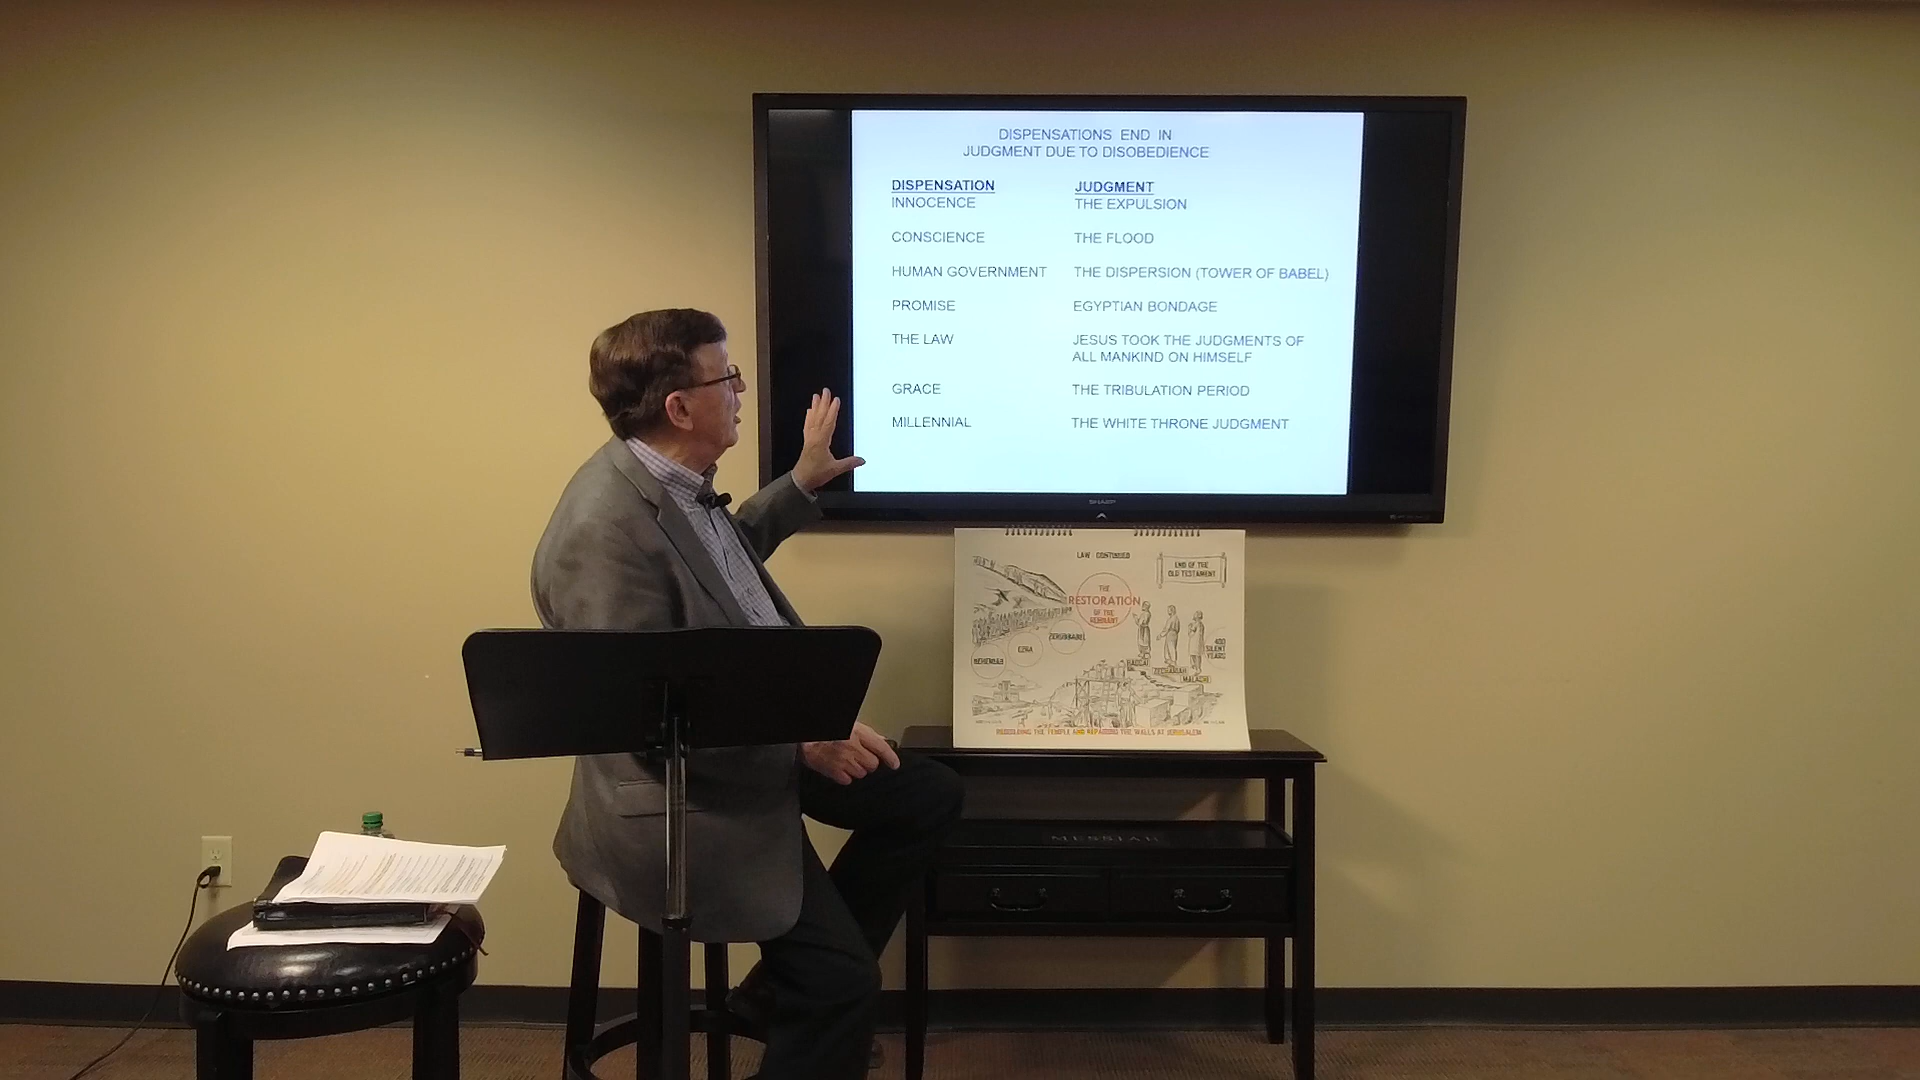 DISPENSATIONS END IN
JUDGMENT DUE TO DISOBEDIENCE
DISPENSATION JUDGMENT
INNOCENCE THE EXPULSION
CONSCIENCE THE FLOOD
HUMAN GOVERNMENT THE DISPERSION (TOWER OF BABEL)
PROMISE EGYPTIAN BONDAGE
THE LAW JESUS TOOK THE JUDGMENTS OF
ALL MANKIND ON HIMSELF
GRACE THE TRIBULATION PERIOD
MILLENNIAL THE WHITE THRONE JUDGMENT
SHARP
LAW CONTINUED
END OF THE
OLD TESTAMENT
THE
RESTORATION
OF THE
REMNANT
ZERUBBABEL
EZRA
NEHEMIAH
400
SILENT
YEARS
HAGGAI
ZECHARIAH
MALACHI
REBUILDING THE TEMPLE AND REPAIRING THE WALLS AT JERUSALEM
MESSIAH